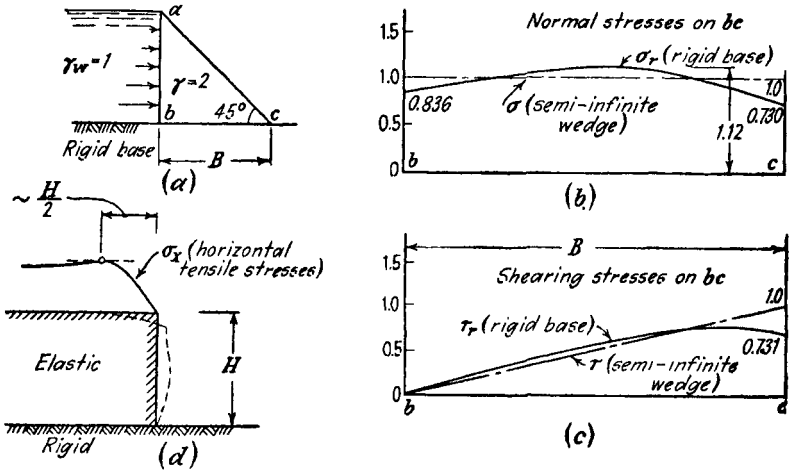 a
γw=1
γ=2
b
45°
c
Rigid base
B
(a)
Normal stresses on bc
1.5
1.0
0.5
0
σr (rigid base)
0.836
σ (semi-infinite
wedge)
1.12
1.0
0.730
b
c
(b)
~ H/2
σx (horizontal
tensile stresses)
Elastic
H
Rigid
(d)
B
Shearing stresses on bc
1.5
1.0
0.5
0
τr (rigid base)
τ (semi-infinite
wedge)
1.0
0.731
b
(c)